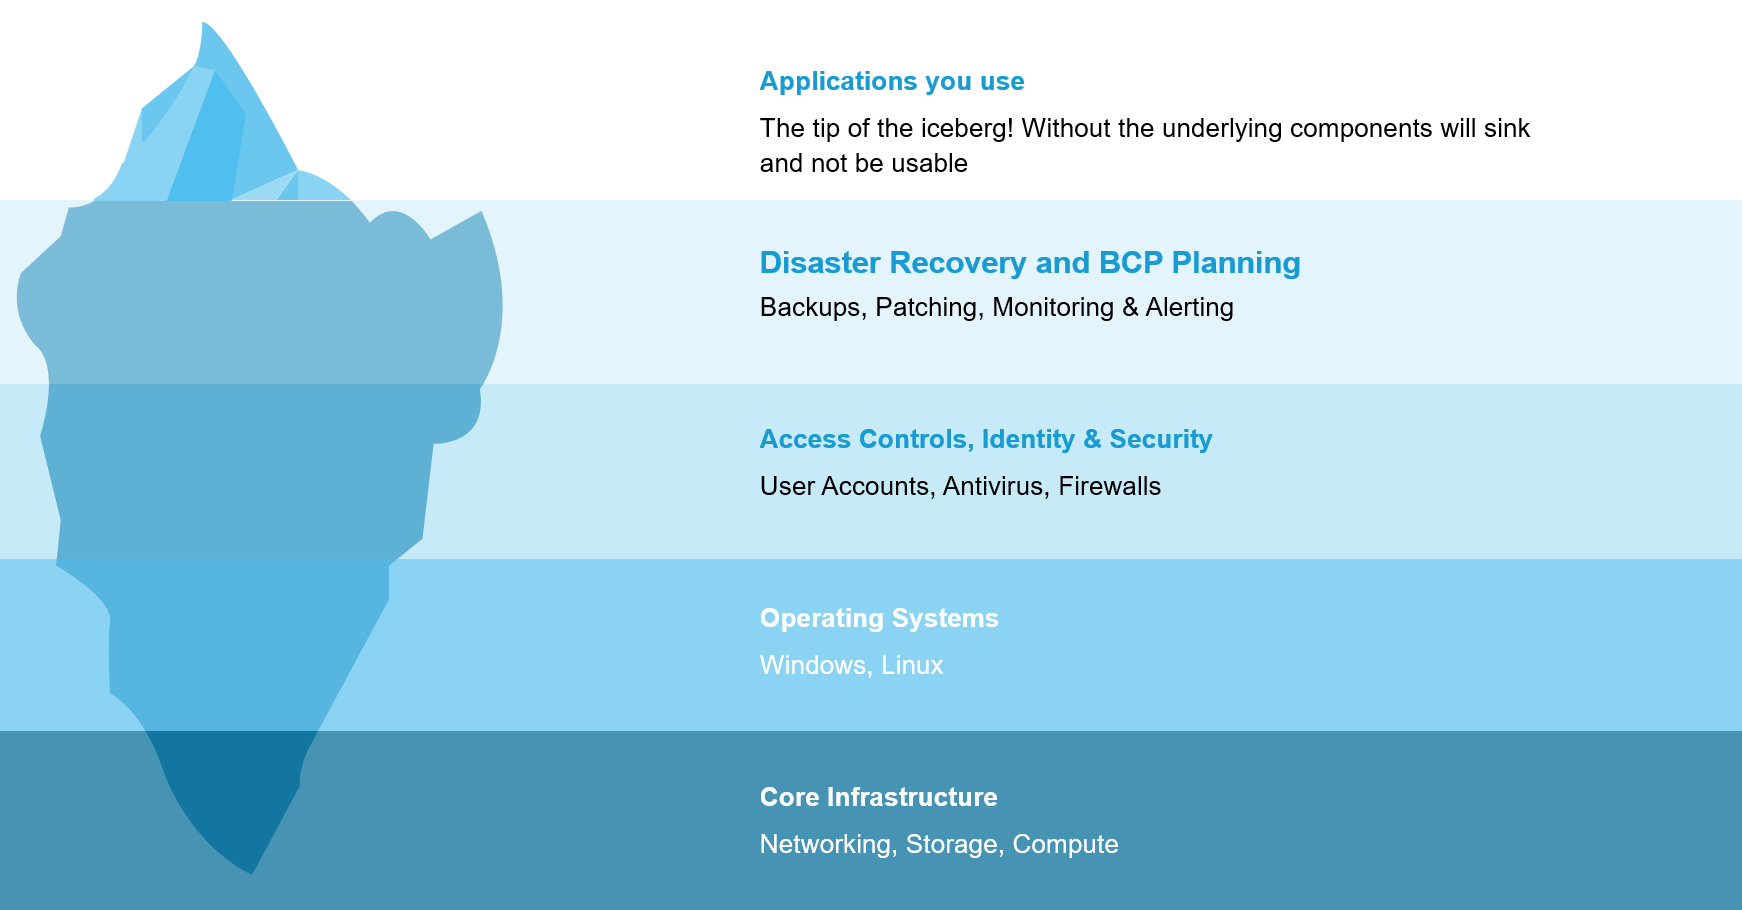 Applications you use
The tip of the iceberg! Without the underlying components will sink
and not be usable
Disaster Recovery and BCP Planning
Backups, Patching, Monitoring & Alerting
Access Controls, Identity & Security
User Accounts, Antivirus, Firewalls
Operating Systems
Windows, Linux
Core Infrastructure
Networking, Storage, Compute